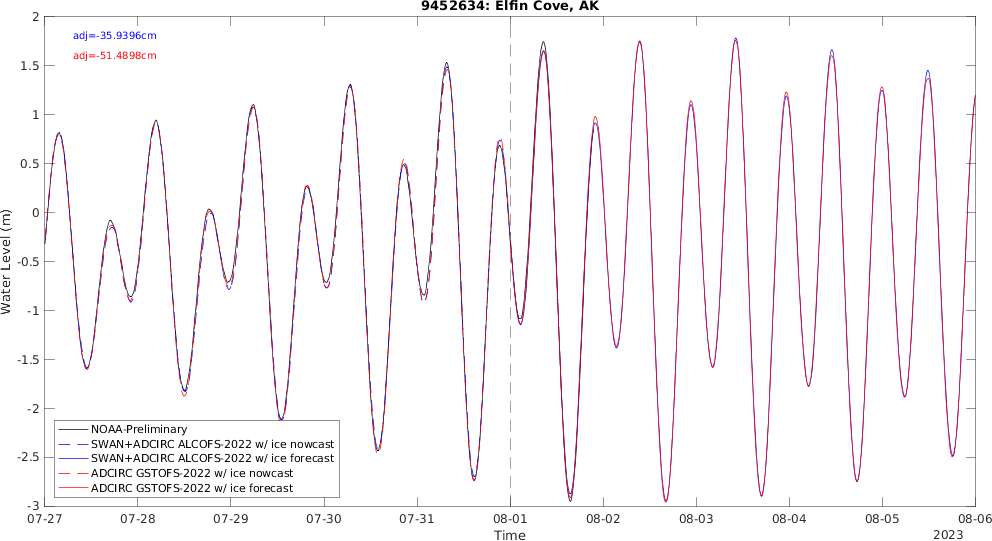 9452634: Elfin Cove, AK
adj=-35.9396cm
adj=-51.4898cm
2
1.5
1
0.5
0
-0.5
-1
-1.5
-2
-2.5
-3
Water Level (m)
NOAA-Preliminary
SWAN+ADCIRC ALCOFS-2022 w/ ice nowcast
SWAN+ADCIRC ALCOFS-2022 w/ ice forecast
ADCIRC GSTOFS-2022 w/ ice nowcast
ADCIRC GSTOFS-2022 w/ ice forecast
07-27 07-28 07-29 07-30 07-31 08-01 08-02 08-03 08-04 08-05 08-06
Time
2023